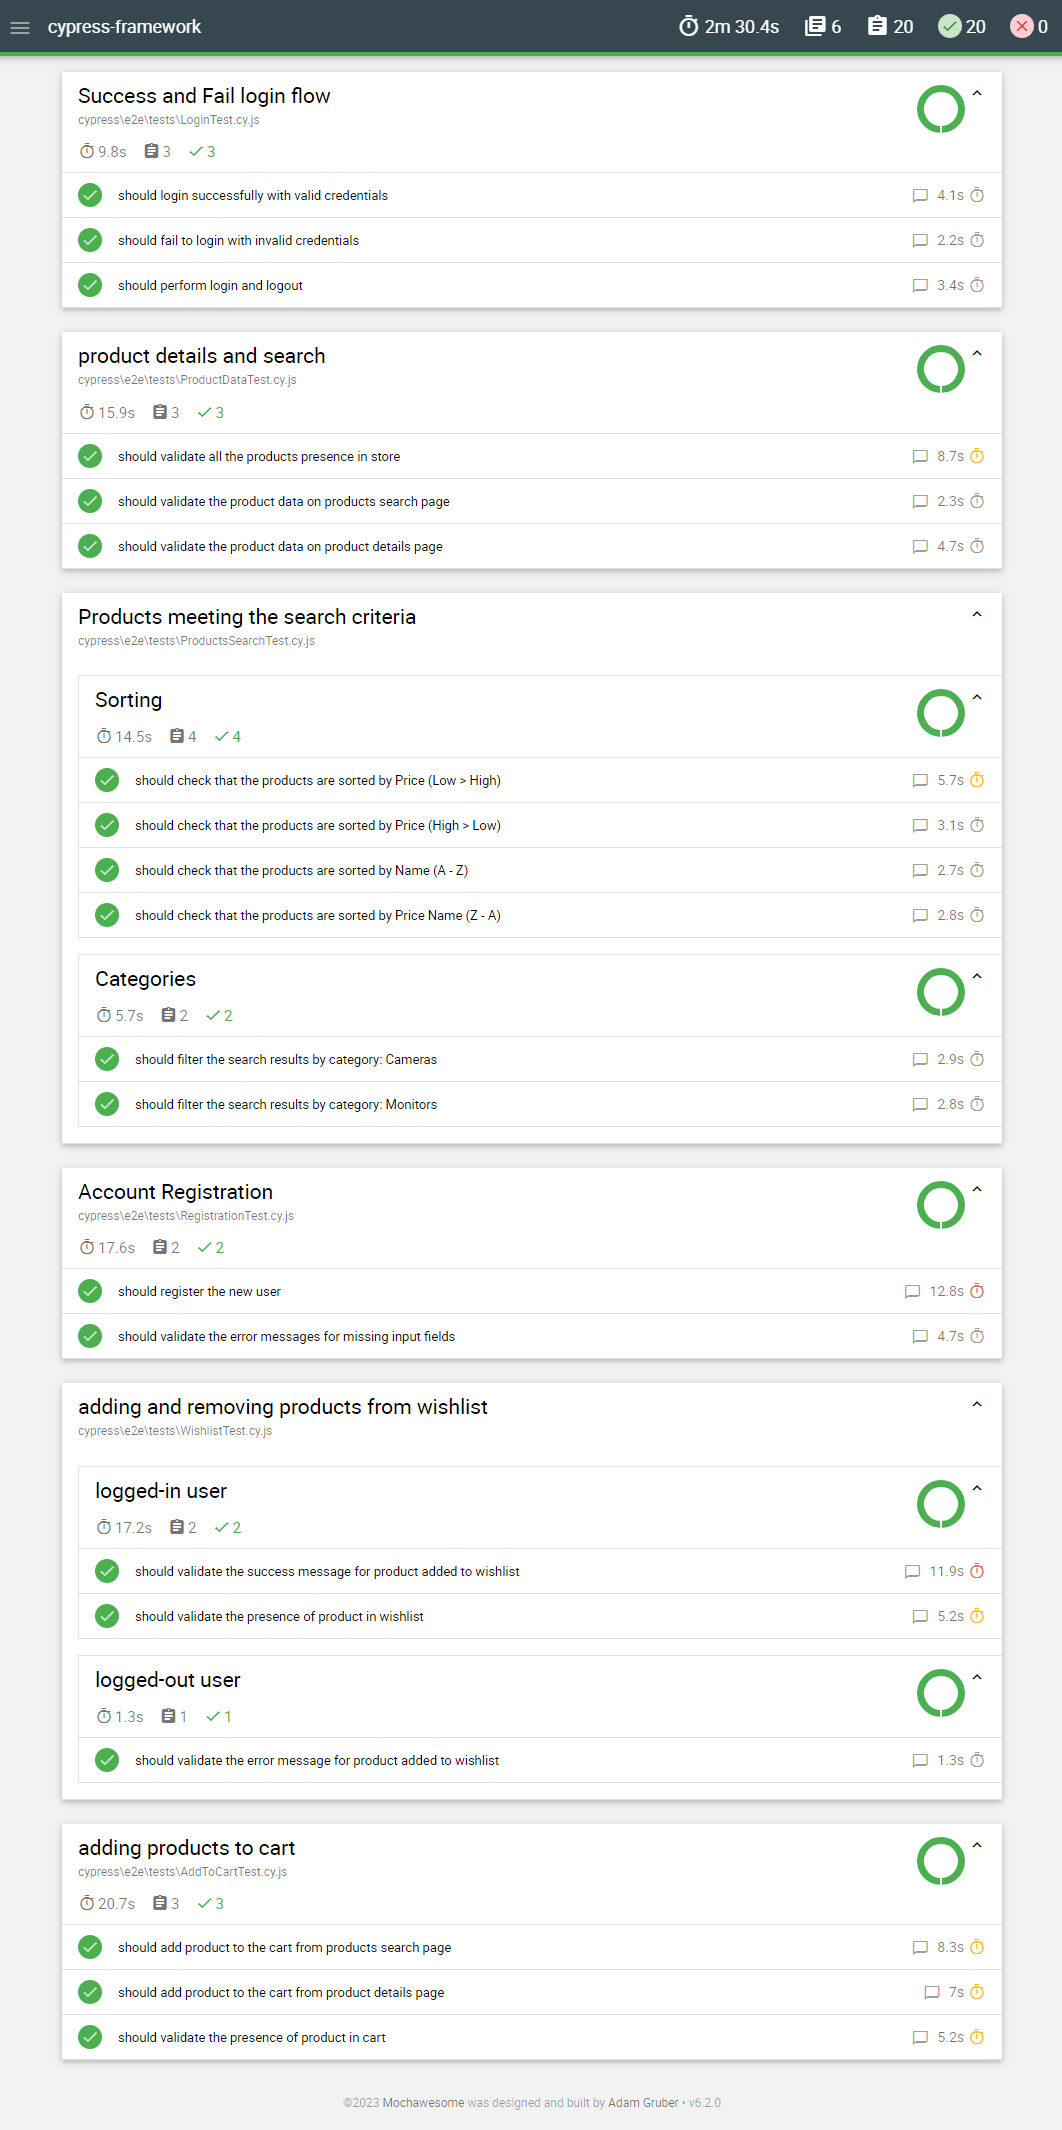 cypress-framework 2m 30.4s 6 20 20 0
Success and Fail login flow
cypress\e2e\tests\LoginTest.cy.js
9.8s 3 3
should login successfully with valid credentials 4.1s
should fail to login with invalid credentials 2.2s
should perform login and logout 3.4s
product details and search
cypress\e2e\tests\ProductDataTest.cy.js
15.9s 3 3
should validate all the products presence in store 8.7s
should validate the product data on products search page 2.3s
should validate the product data on product details page 4.7s
Products meeting the search criteria
cypress\e2e\tests\ProductsSearchTest.cy.js
Sorting
14.5s 4 4
should check that the products are sorted by Price (Low > High) 5.7s
should check that the products are sorted by Price (High > Low) 3.1s
should check that the products are sorted by Name (A - Z) 2.7s
should check that the products are sorted by Price Name (Z - A) 2.8s
Categories
5.7s 2 2
should filter the search results by category: Cameras 2.9s
should filter the search results by category: Monitors 2.8s
Account Registration
cypress\e2e\tests\RegistrationTest.cy.js
17.6s 2 2
should register the new user 12.8s
should validate the error messages for missing input fields 4.7s
adding and removing products from wishlist
cypress\e2e\tests\WishlistTest.cy.js
logged-in user
17.2s 2 2
should validate the success message for product added to wishlist 11.9s
should validate the presence of product in wishlist 5.2s
logged-out user
1.3s 1 1
should validate the error message for product added to wishlist 1.3s
adding products to cart
cypress\e2e\tests\AddToCartTest.cy.js
20.7s 3 3
should add product to the cart from products search page 8.3s
should add product to the cart from product details page 7s
should validate the presence of product in cart 5.2s
©2023 Mochawesome was designed and built by Adam Gruber • v6.2.0